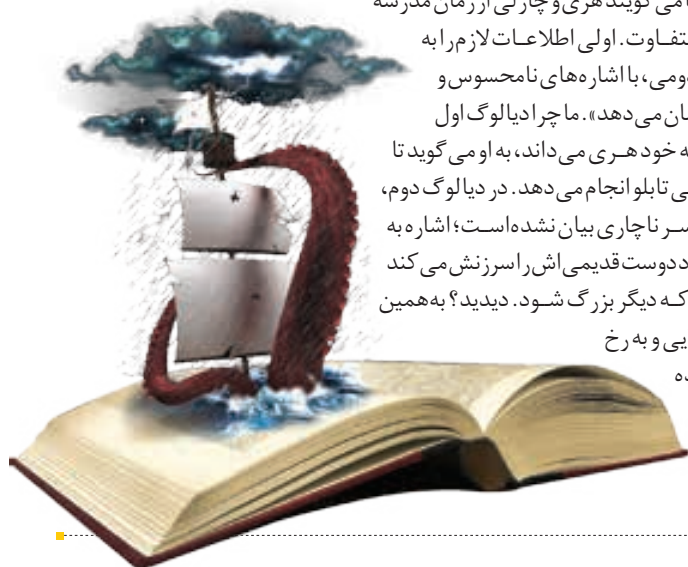 می گویند هری و چارلی از زمان مدرسه
متفاوت. اولی اطلاعات لازم را به
ومی، با اشاره‌های نامحسوس و
ان می‌دهد». ما چرا دیالوگ اول
ه خود هری می‌داند، به او می گوید تا
ی تابلو انجام می‌دهد. در دیالوگ دوم،
سر ناچاری بیان نشده‌است؛ اشاره به
د دوست قدیمی‌اش را سرزنش می کند
که دیگر بزرگ شود. دیدید؟ به‌همین
یی و به رخ
ده